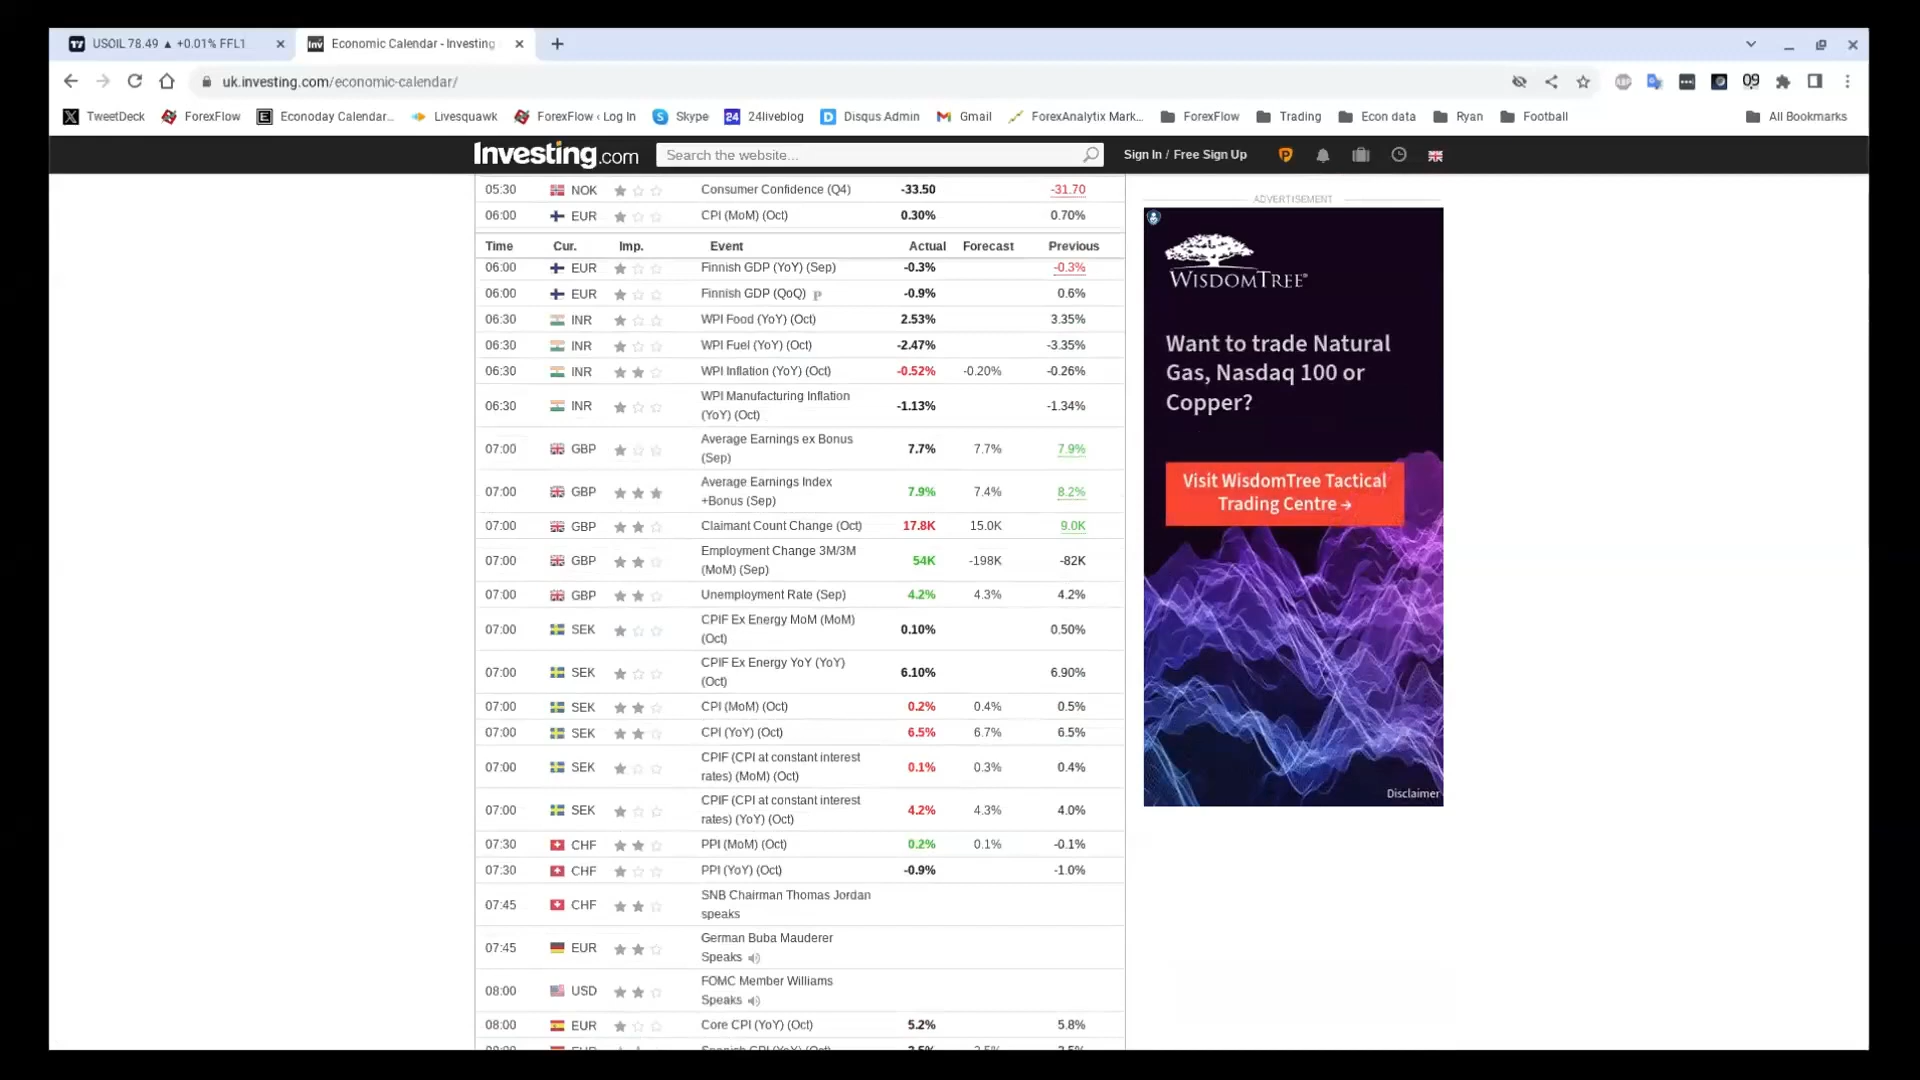 USOIL 78.49 ▲ +0.01% FFL1
Economic Calendar - Investing
uk.investing.com/economic-calendar/
09
TweetDeck ForexFlow Econoday Calendar... Livesquawk ForexFlow ‹ Log In Skype 24liveblog Disqus Admin Gmail ForexAnalytix Mark... ForexFlow Trading Econ data Ryan Football All Bookmarks
Investing.com Search the website... Sign In / Free Sign Up
05:30 NOK Consumer Confidence (Q4) -33.50 -31.70
06:00 EUR CPI (MoM) (Oct) 0.30% 0.70%
Time Cur. Imp. Event Actual Forecast Previous
06:00 EUR Finnish GDP (YoY) (Sep) -0.3% -0.3%
06:00 EUR Finnish GDP (QoQ) P -0.9% 0.6%
06:30 INR WPI Food (YoY) (Oct) 2.53% 3.35%
06:30 INR WPI Fuel (YoY) (Oct) -2.47% -3.35%
06:30 INR WPI Inflation (YoY) (Oct) -0.52% -0.20% -0.26%
06:30 INR WPI Manufacturing Inflation
(YoY) (Oct) -1.13% -1.34%
07:00 GBP Average Earnings ex Bonus
(Sep) 7.7% 7.7% 7.9%
07:00 GBP Average Earnings Index
+Bonus (Sep) 7.9% 7.4% 8.2%
07:00 GBP Claimant Count Change (Oct) 17.8K 15.0K 9.0K
07:00 GBP Employment Change 3M/3M
(MoM) (Sep) 54K -198K -82K
07:00 GBP Unemployment Rate (Sep) 4.2% 4.3% 4.2%
07:00 SEK CPIF Ex Energy MoM (MoM)
(Oct) 0.10% 0.50%
07:00 SEK CPIF Ex Energy YoY (YoY)
(Oct) 6.10% 6.90%
07:00 SEK CPI (MoM) (Oct) 0.2% 0.4% 0.5%
07:00 SEK CPI (YoY) (Oct) 6.5% 6.7% 6.5%
07:00 SEK CPIF (CPI at constant interest
rates) (MoM) (Oct) 0.1% 0.3% 0.4%
07:00 SEK CPIF (CPI at constant interest
rates) (YoY) (Oct) 4.2% 4.3% 4.0%
07:30 CHF PPI (MoM) (Oct) 0.2% 0.1% -0.1%
07:30 CHF PPI (YoY) (Oct) -0.9% -1.0%
07:45 CHF SNB Chairman Thomas Jordan
speaks
07:45 EUR German Buba Mauderer
Speaks
08:00 USD FOMC Member Williams
Speaks
08:00 EUR Core CPI (YoY) (Oct) 5.2% 5.8%
ADVERTISEMENT
WISDOMTREE®
Want to trade Natural
Gas, Nasdaq 100 or
Copper?
Visit WisdomTree Tactical
Trading Centre →
Disclaimer